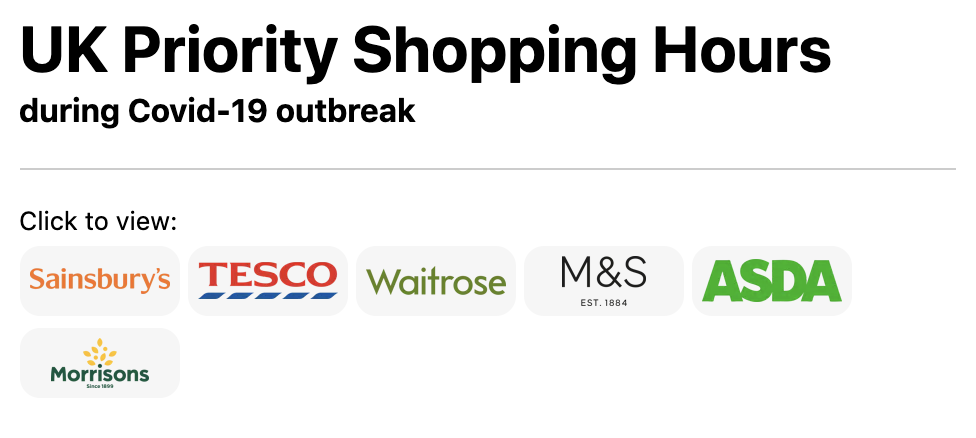 UK Priority Shopping Hours
during Covid-19 outbreak
Click to view:
Sainsbury's TESCO Waitrose M&S ASDA
EST. 1884
Morrisons
Since 1899